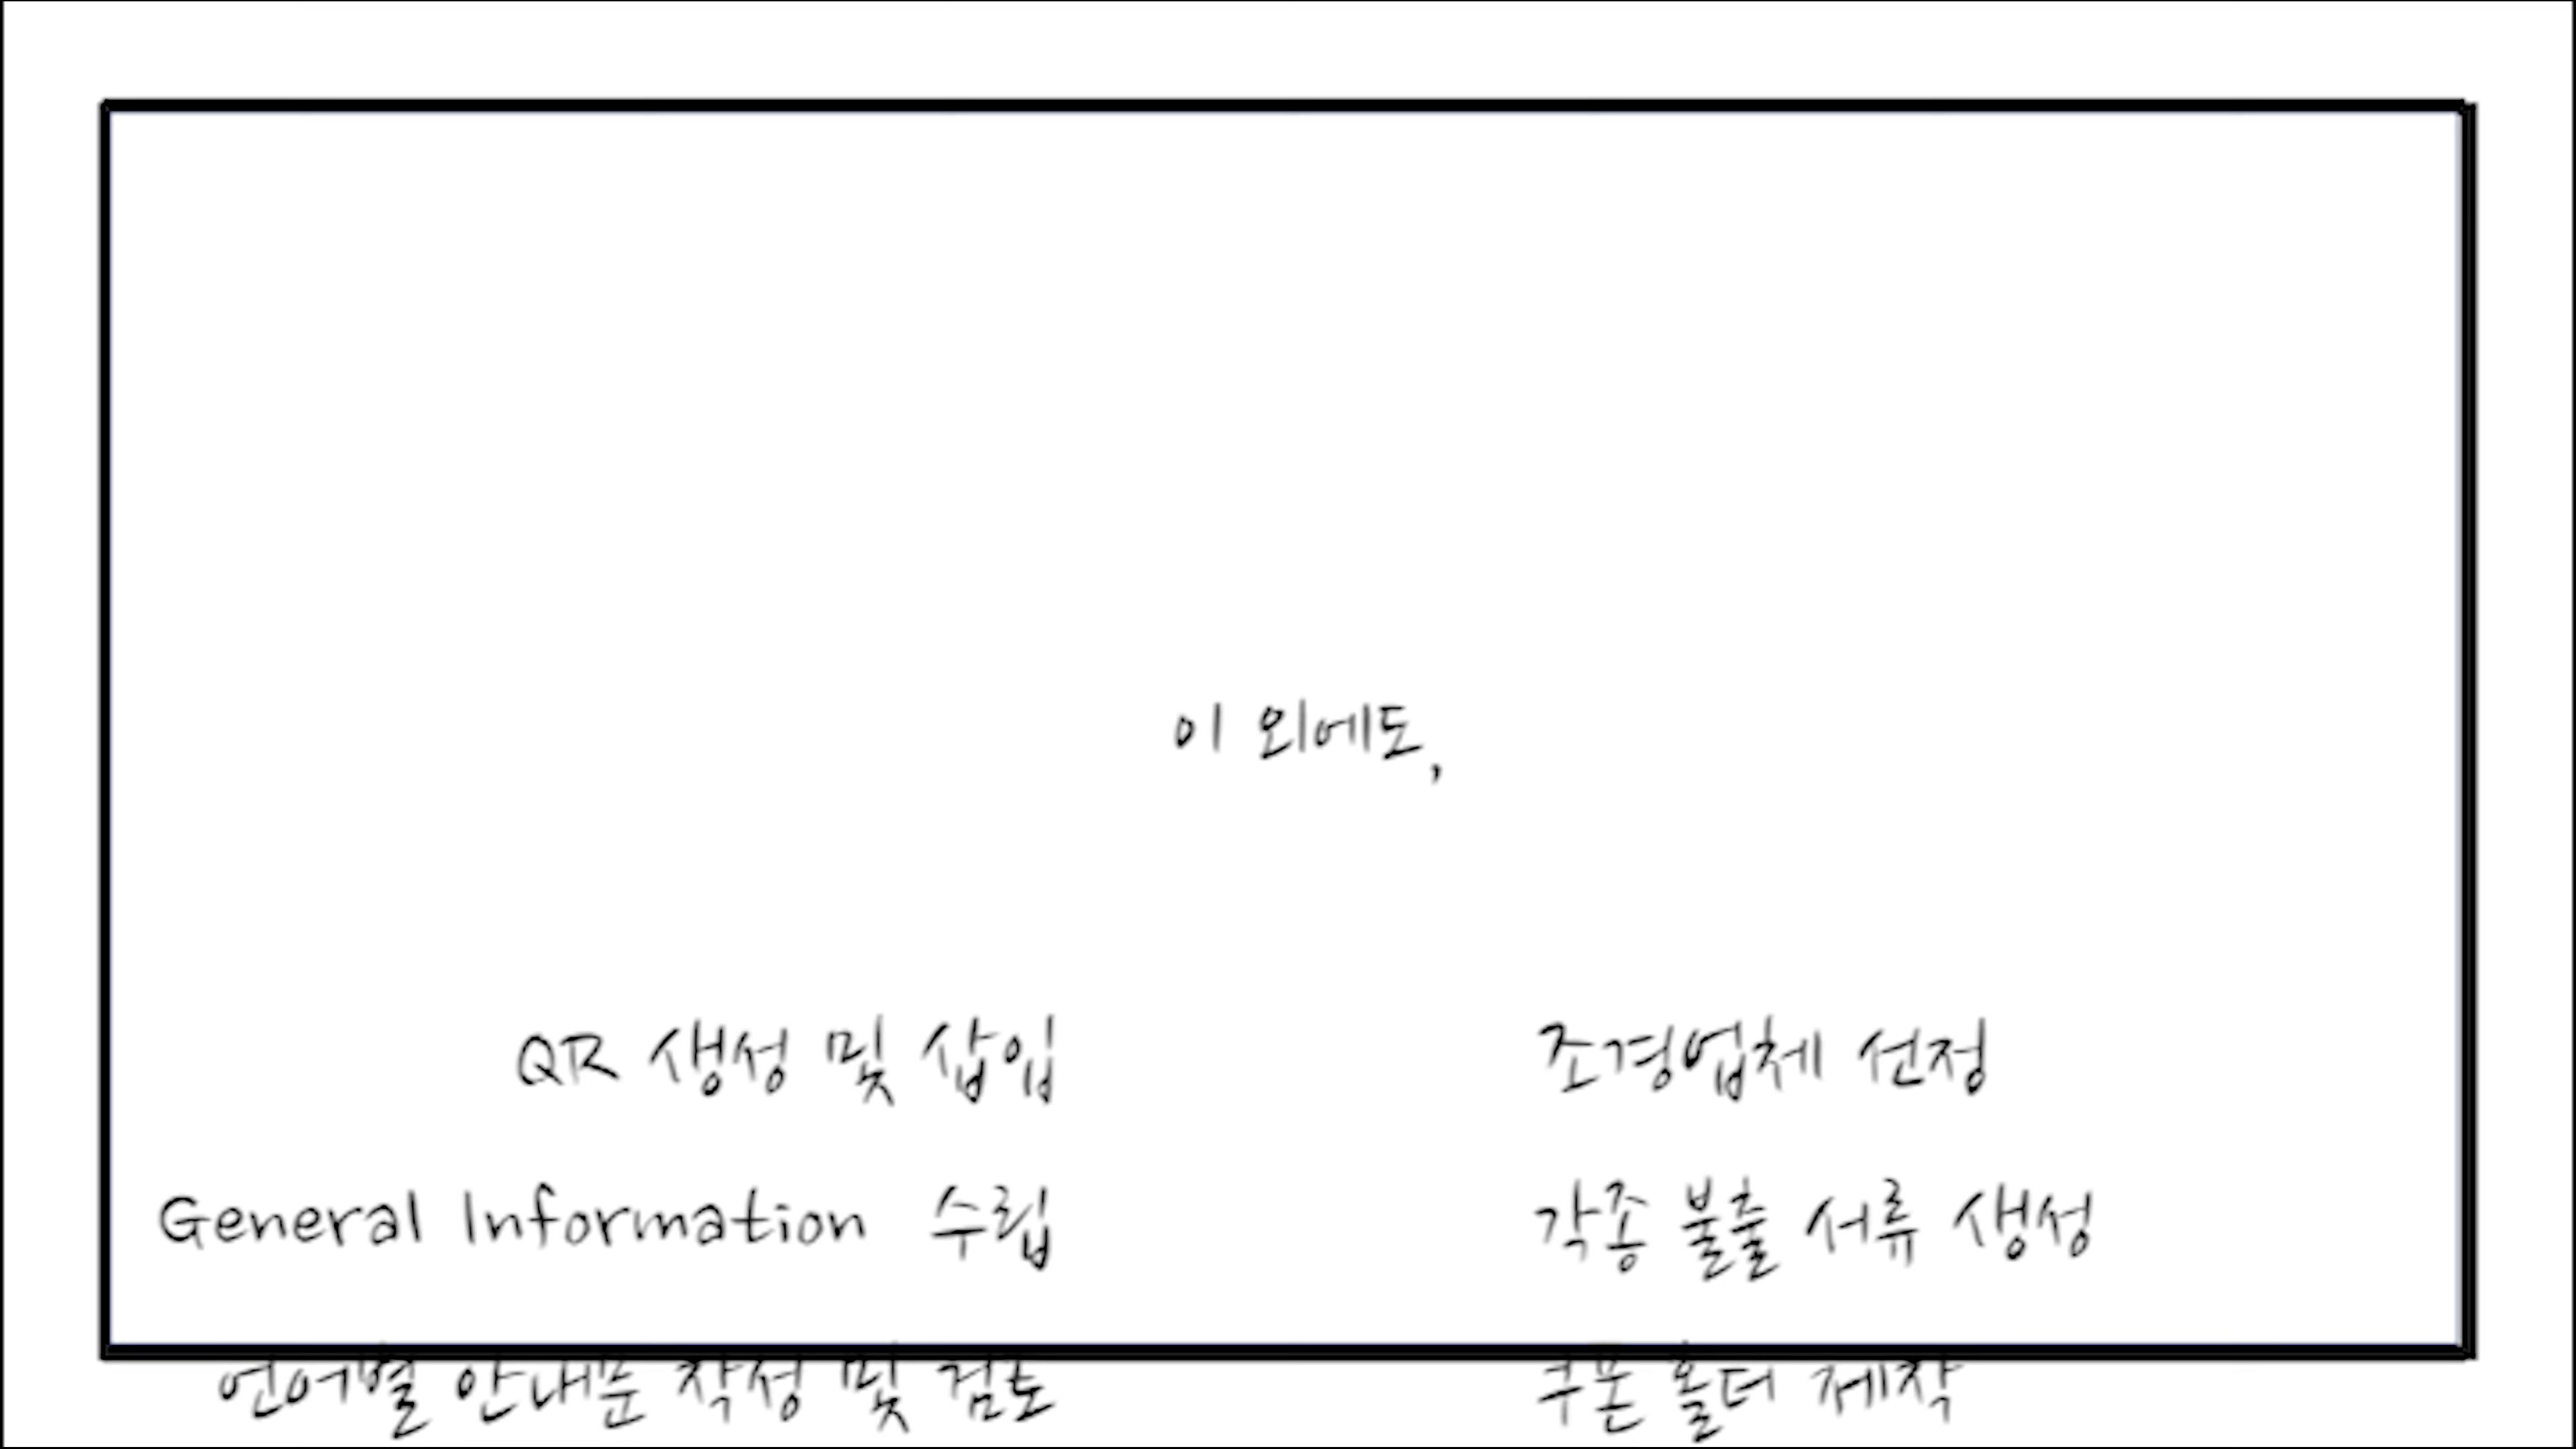 이 외에도,
QR 생성 및 삽입
조경업체 선정
General Information 수립
각종 불출 서류 생성
언어별 안내문 작성 및 검토
쿠폰 홀더 제작